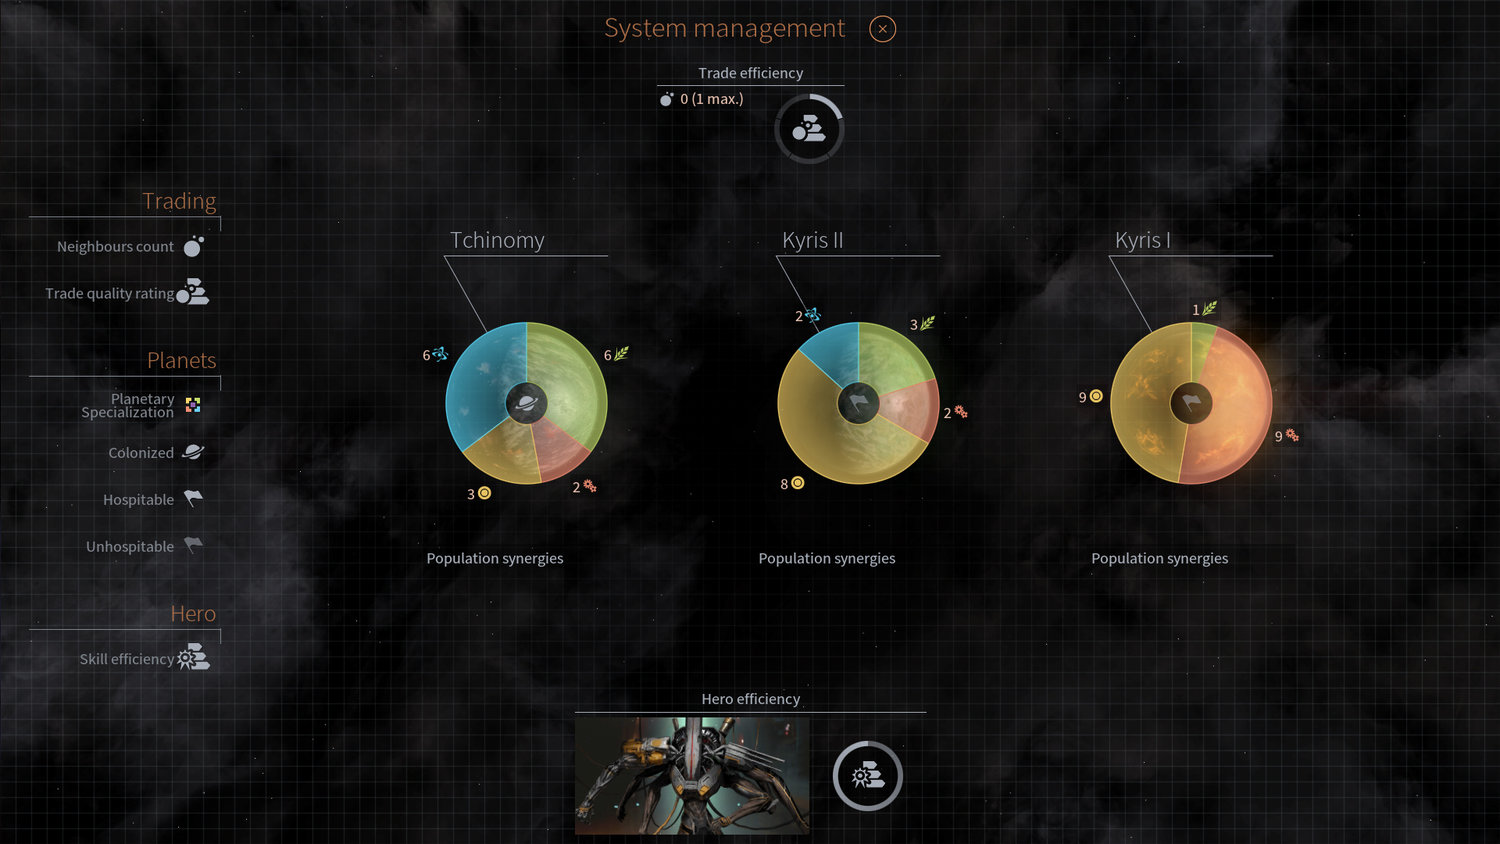 System management
Trade efficiency
0 (1 max.)
Trading
Neighbours count
Trade quality rating
Planets
Planetary
Specialization
Colonized
Hospitable
Unhospitable
Hero
Skill efficiency
Tchinomy
6
6
3
2
Population synergies
Kyris II
2
3
2
8
Population synergies
Kyris I
1
9
9
Population synergies
Hero efficiency